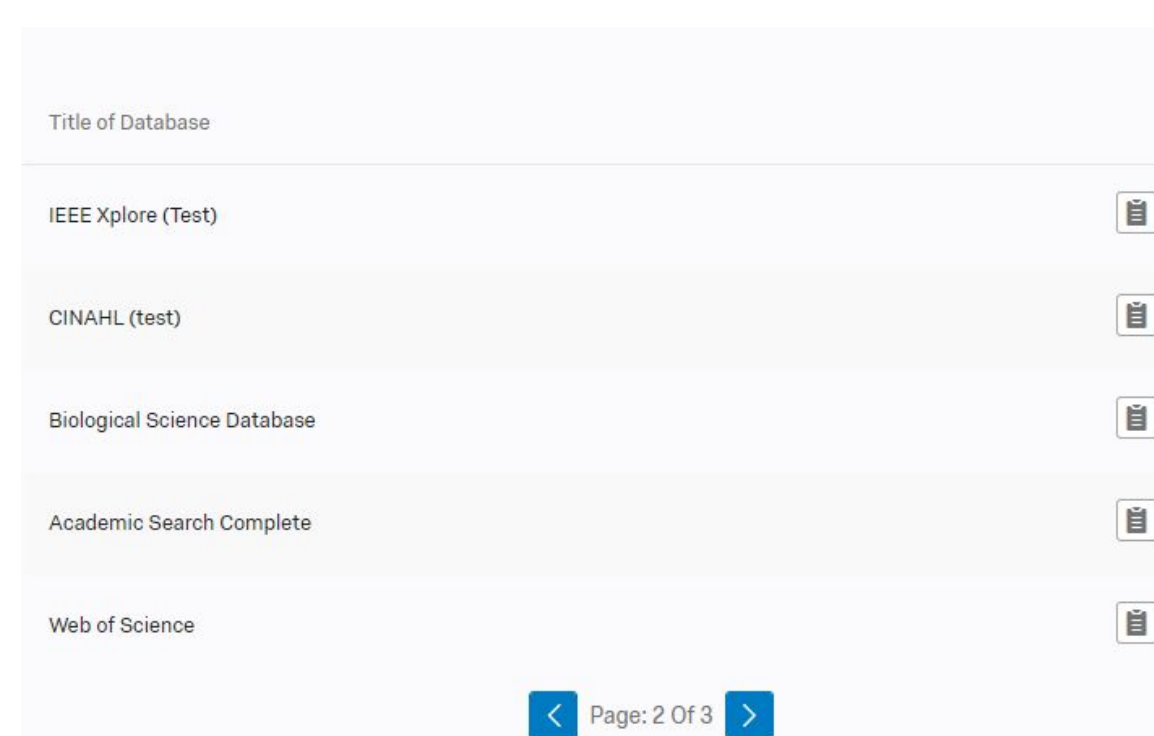 Title of Database
IEEE Xplore (Test)
CINAHL (test)
Biological Science Database
Academic Search Complete
Web of Science
Page: 2 Of 3